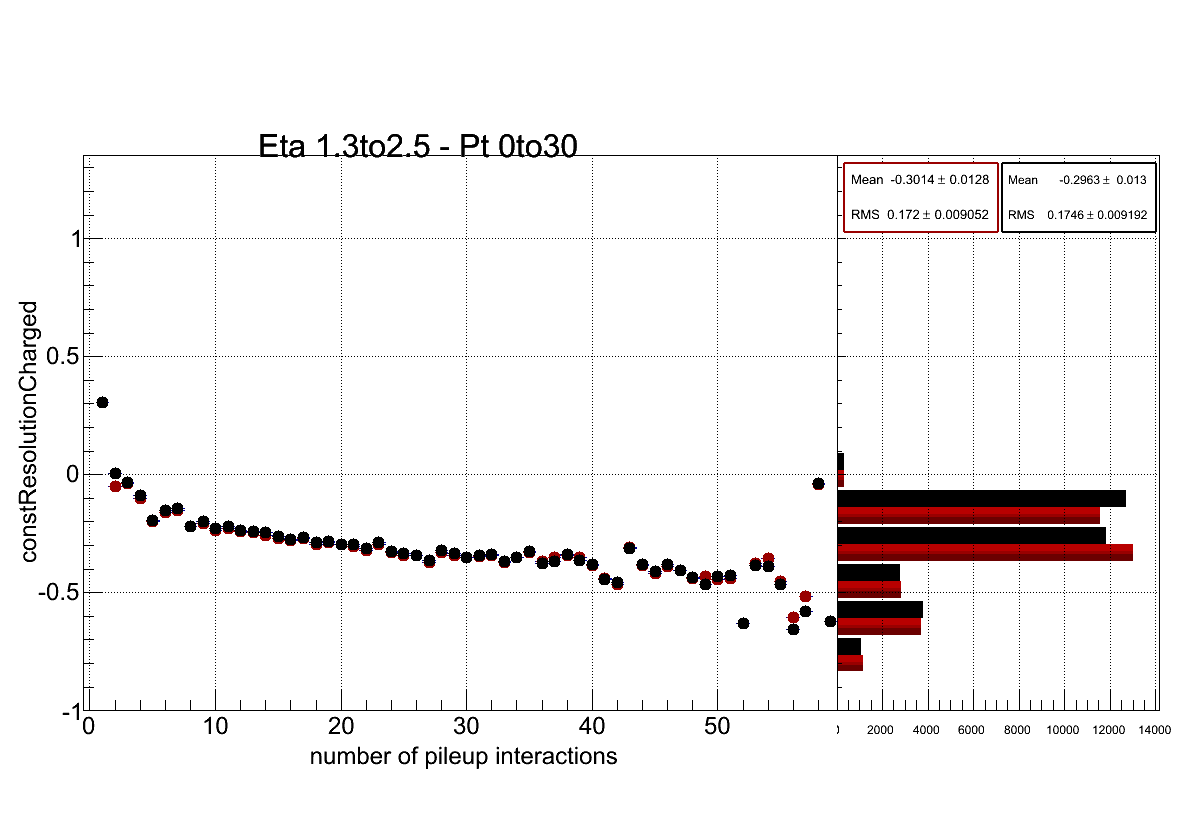 Eta 1.3to2.5 - Pt 0to30
Mean -0.3014 ± 0.0128
RMS 0.172 ± 0.009052
Mean -0.2963 ± 0.013
RMS 0.1746 ± 0.009192
constResolutionCharged
1
0.5
0
-0.5
-1
0 10 20 30 40 50
number of pileup interactions
2000 4000 6000 8000 10000 12000 14000